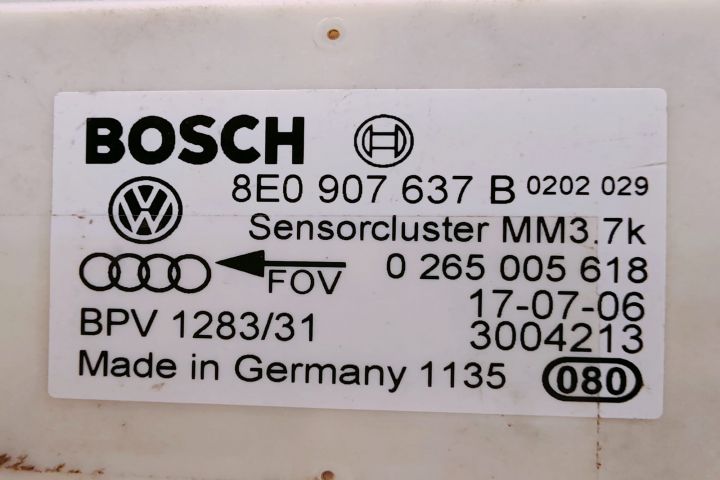 BOSCH
8E0 907 637 B 0202 029
Sensorcluster MM3.7k
FOV 0 265 005 618
17-07-06
BPV 1283/31 3004213
Made in Germany 1135 080